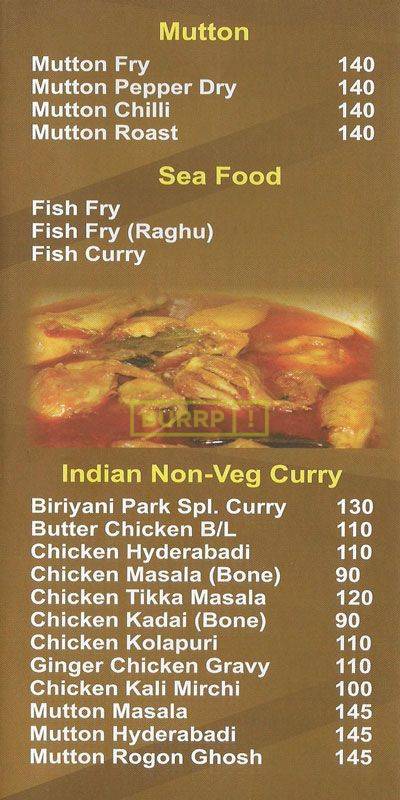 Mutton
Mutton Fry 140
Mutton Pepper Dry 140
Mutton Chilli 140
Mutton Roast 140
Sea Food
Fish Fry
Fish Fry (Raghu)
Fish Curry
BURRP!
Indian Non-Veg Curry
Biriyani Park Spl. Curry 130
Butter Chicken B/L 110
Chicken Hyderabadi 110
Chicken Masala (Bone) 90
Chicken Tikka Masala 120
Chicken Kadai (Bone) 90
Chicken Kolapuri 110
Ginger Chicken Gravy 110
Chicken Kali Mirchi 100
Mutton Masala 145
Mutton Hyderabadi 145
Mutton Rogon Ghosh 145